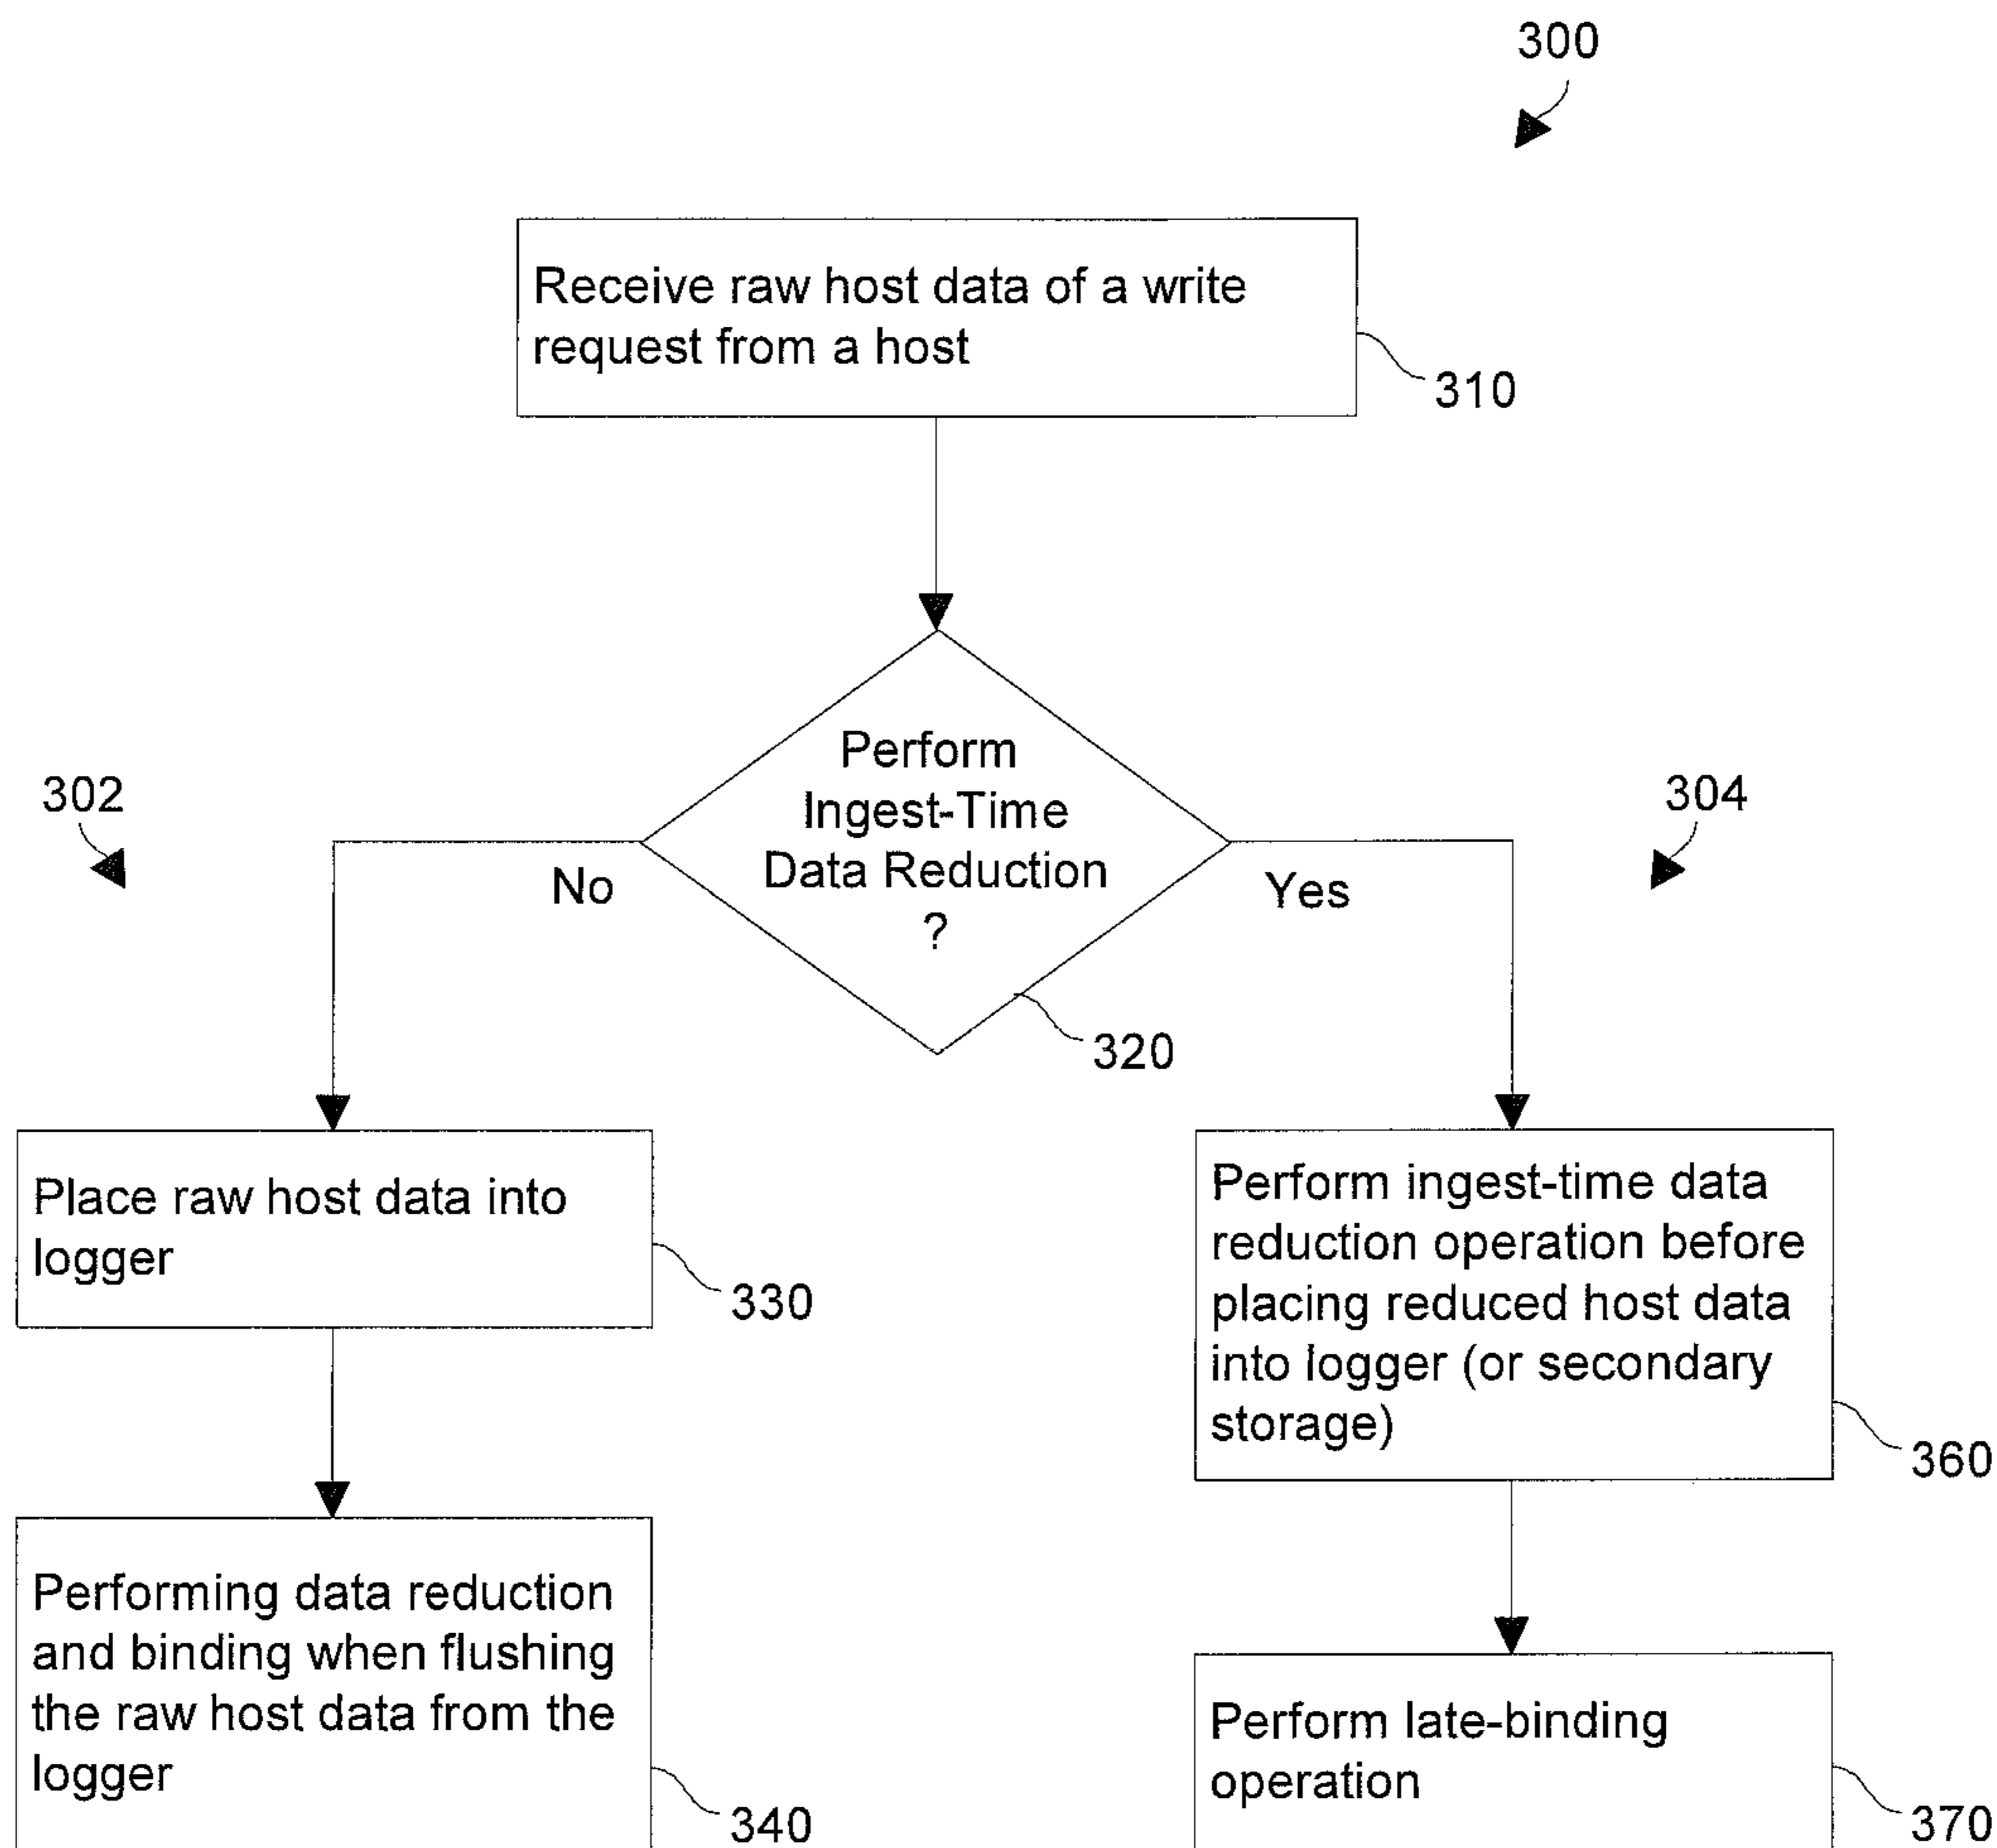 300
Receive raw host data of a write
request from a host
310
Perform
Ingest-Time
Data Reduction
?
320
302
No
304
Yes
Place raw host data into
logger
330
Perform ingest-time data
reduction operation before
placing reduced host data
into logger (or secondary
storage)
360
Performing data reduction
and binding when flushing
the raw host data from the
logger
340
Perform late-binding
operation
370